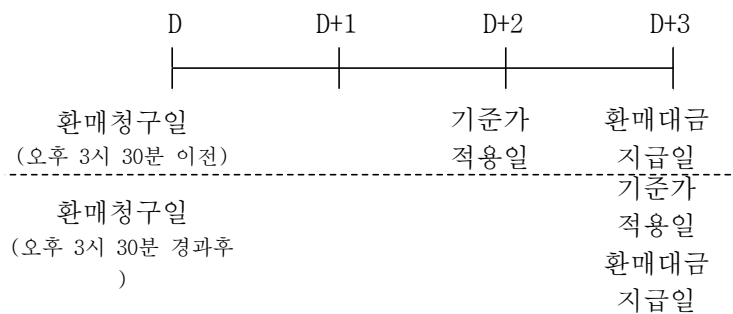 D D+1 D+2 D+3
환매청구일 기준가 환매대금
(오후 3시 30분 이전) 적용일 지급일
기준가
환매청구일 적용일
(오후 3시 30분 경과후 환매대금
) 지급일